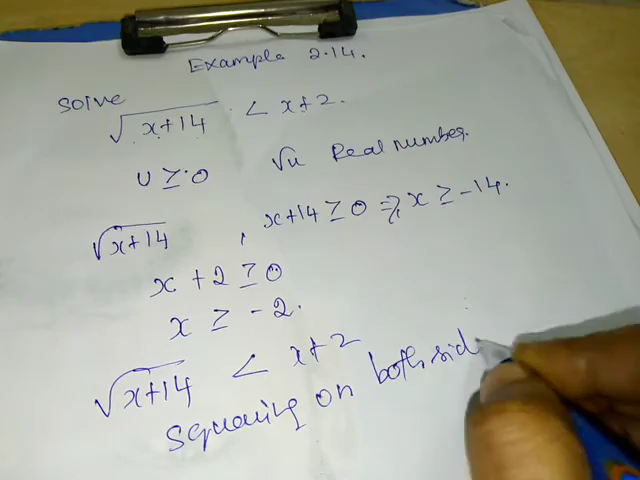 Example 2.14.
Solve
√x+14 < x+2.
U ≥ 0 √u Real number.
√x+14 , x+14 ≥ 0 ⇒ x ≥ -14.
x + 2 ≥ 0
x ≥ -2.
√x+14 < x+2
squaring on both sid